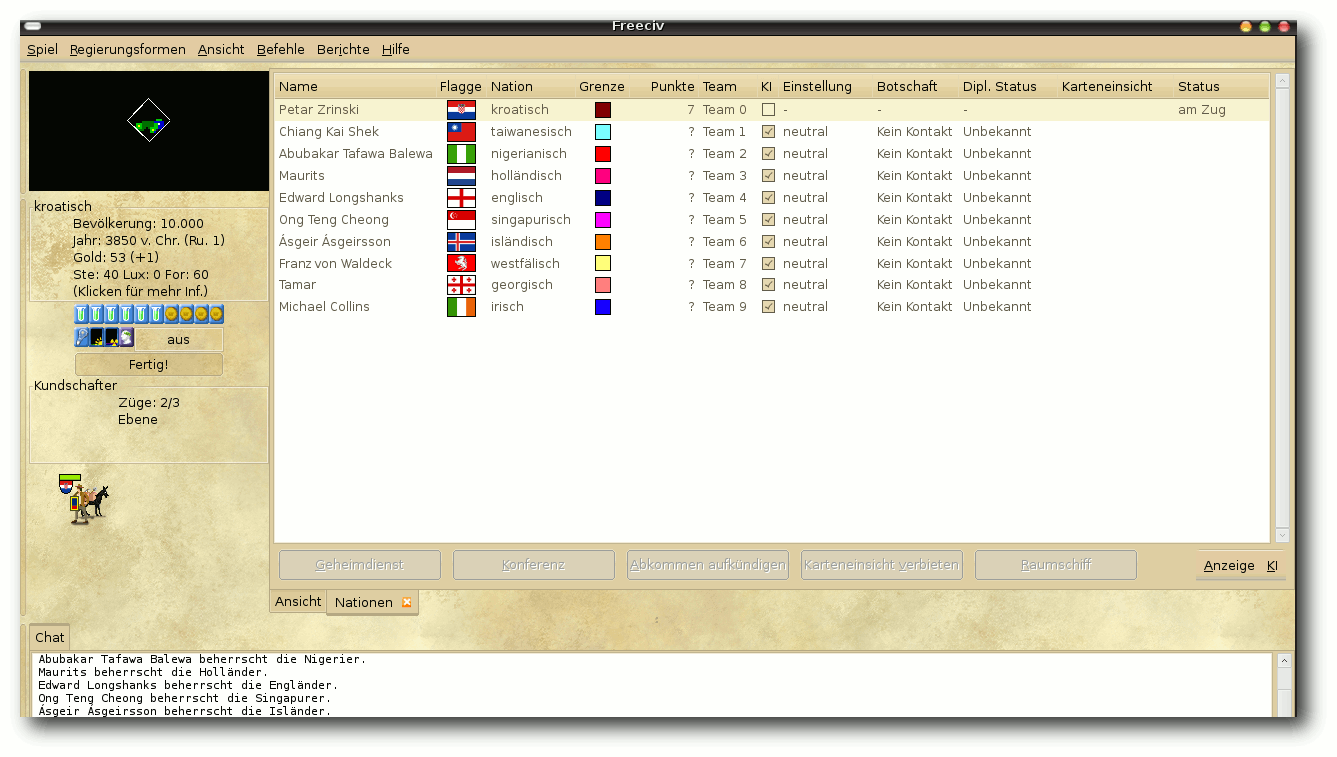 Freeciv
Spiel Regierungsformen Ansicht Befehle Berichte Hilfe
kroatisch
Bevölkerung: 10.000
Jahr: 3850 v. Chr. (Ru. 1)
Gold: 53 (+1)
Ste: 40 Lux: 0 For: 60
(Klicken für mehr Inf.)
aus
Fertig!
Kundschafter
Züge: 2/3
Ebene
Name Flagge Nation Grenze Punkte Team KI Einstellung Botschaft Dipl. Status Karteneinsicht Status
Petar Zrinski kroatisch 7 Team 0 - - - am Zug
Chiang Kai Shek taiwanesisch ? Team 1 neutral Kein Kontakt Unbekannt
Abubakar Tafawa Balewa nigerianisch ? Team 2 neutral Kein Kontakt Unbekannt
Maurits holländisch ? Team 3 neutral Kein Kontakt Unbekannt
Edward Longshanks englisch ? Team 4 neutral Kein Kontakt Unbekannt
Ong Teng Cheong singapurisch ? Team 5 neutral Kein Kontakt Unbekannt
Ásgeir Ásgeirsson isländisch ? Team 6 neutral Kein Kontakt Unbekannt
Franz von Waldeck westfälisch ? Team 7 neutral Kein Kontakt Unbekannt
Tamar georgisch ? Team 8 neutral Kein Kontakt Unbekannt
Michael Collins irisch ? Team 9 neutral Kein Kontakt Unbekannt
Geheimdienst Konferenz Abkommen aufkündigen Karteneinsicht verbieten Raumschiff Anzeige KI
Ansicht Nationen
Chat
Abubakar Tafawa Balewa beherrscht die Nigerier.
Maurits beherrscht die Holländer.
Edward Longshanks beherrscht die Engländer.
Ong Teng Cheong beherrscht die Singapurer.
Ásgeir Ásgeirsson beherrscht die Isländer.